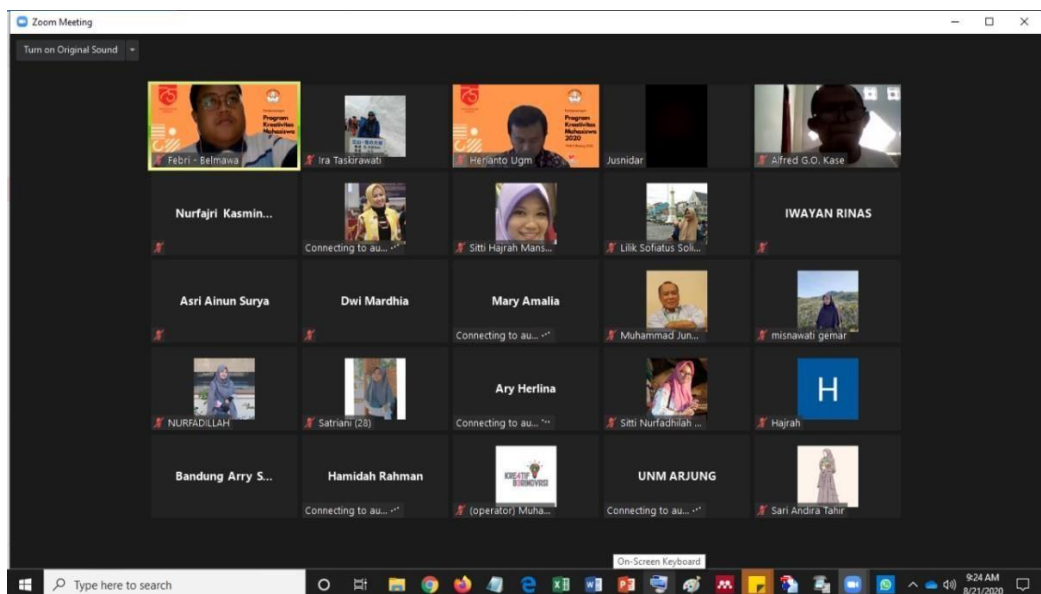 Zoom Meeting
Turn on Original Sound
Program
Kreativitas
Mahasiswa
Febri - Belmawa
Ira Taskirawati
Program
Kreativitas
Mahasiswa
2020
Herianto Ugm
Jusnidar
Alfred G.O. Kase
Nurfajri Kasmin...
Connecting to au...
Sitti Hajrah Mans...
Lilik Sofiatus Soli...
IWAYAN RINAS
Asri Ainun Surya
Dwi Mardhia
Mary Amalia
Connecting to au...
Muhammad Jun...
misnawati gemar
NURFADILLAH
Satriani (28)
Ary Herlina
Connecting to au...
Sitti Nurfadhilah ...
H
Hajrah
Bandung Arry S...
Hamidah Rahman
Connecting to au...
(operator) Muha...
UNM ARJUNG
Connecting to au...
Sari Andira Tahir
On-Screen Keyboard
Type here to search
9:24 AM
8/21/2020